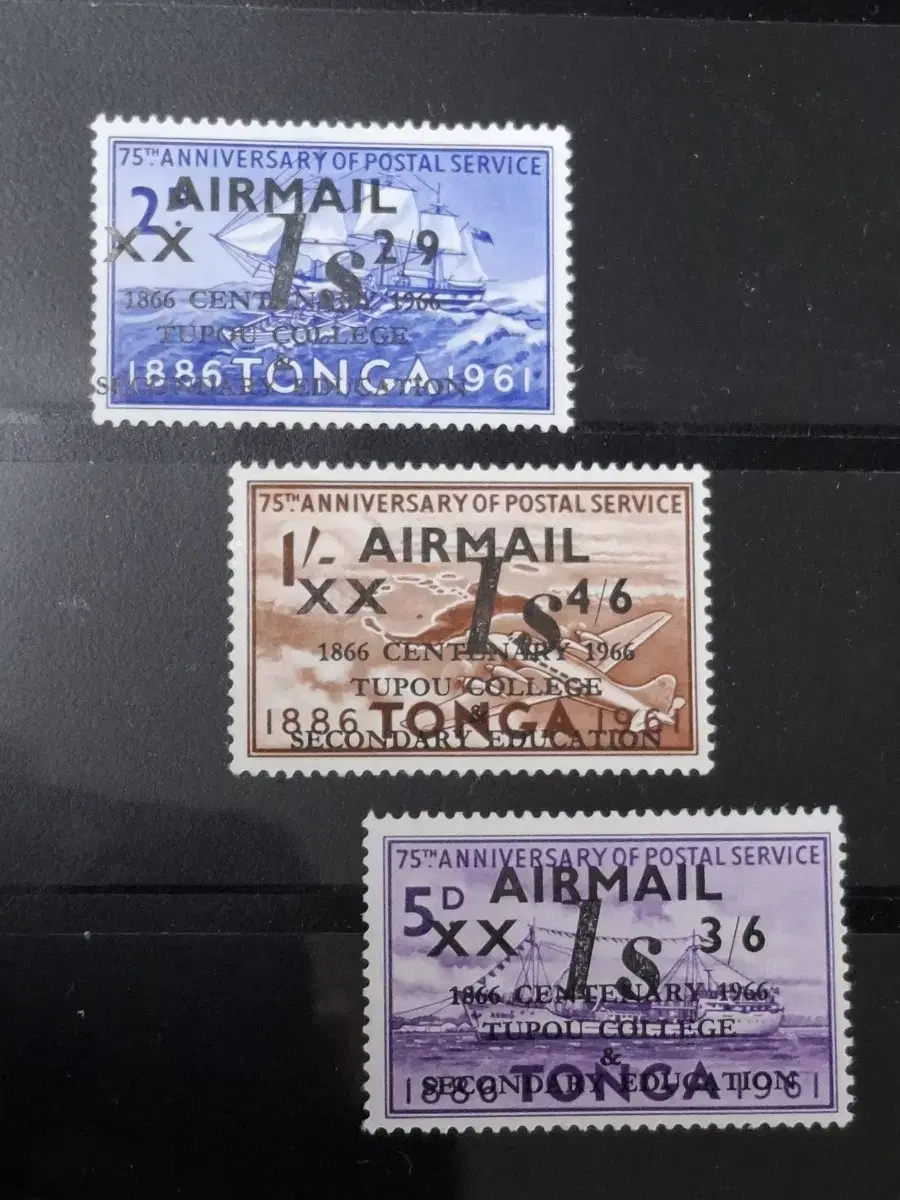 75TH ANNIVERSARY OF POSTAL SERVICE
2D AIRMAIL
XX 1s 2/9
1866 CENTENARY 1966
TUPOU COLLEGE
&
SECONDARY EDUCATION
1886 TONGA 1961
75TH ANNIVERSARY OF POSTAL SERVICE
1/- AIRMAIL
XX 1s 4/6
1866 CENTENARY 1966
TUPOU COLLEGE
&
1886 TONGA 1961
SECONDARY EDUCATION
75TH ANNIVERSARY OF POSTAL SERVICE
AIRMAIL
5D
XX 1s 3/6
1866 CENTENARY 1966
TUPOU COLLEGE
&
SECONDARY EDUCATION
1886 TONGA 1961